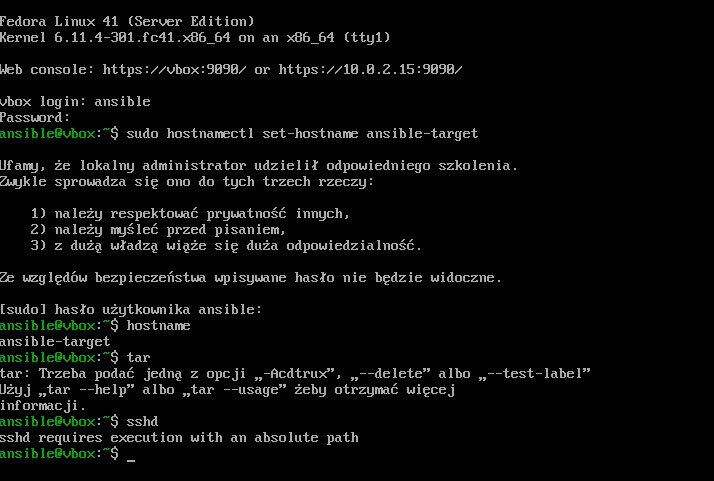 Fedora Linux 41 (Server Edition)
Kernel 6.11.4-301.fc41.x86_64 on an x86_64 (tty1)
Web console: https://vbox:9090/ or https://10.0.2.15:9090/
vbox login: ansible
Password:
ansible@vbox:~$ sudo hostnamectl set-hostname ansible-target
Ufamy, że lokalny administrator udzielił odpowiedniego szkolenia.
Zwykle sprowadza się ono do tych trzech rzeczy:
1) należy respektować prywatność innych,
2) należy myśleć przed pisaniem,
3) z dużą władzą wiąże się duża odpowiedzialność.
Ze względów bezpieczeństwa wpisywane hasło nie będzie widoczne.
[sudo] hasło użytkownika ansible:
ansible@vbox:~$ hostname
ansible-target
ansible@vbox:~$ tar
tar: Trzeba podać jedną z opcji „-Acdtrux”, „--delete” albo „--test-label”
Użyj „tar --help” albo „tar --usage” żeby otrzymać więcej
informacji.
ansible@vbox:~$ sshd
sshd requires execution with an absolute path
ansible@vbox:~$ _